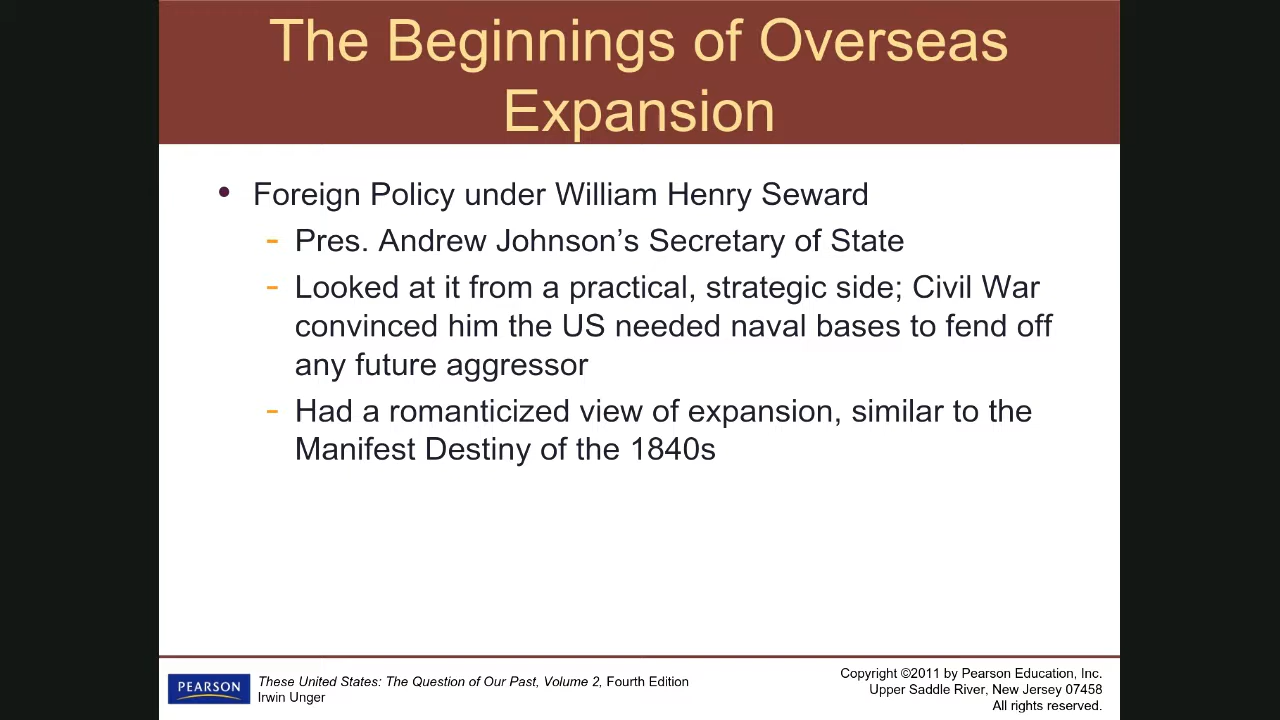 The Beginnings of Overseas
Expansion
• Foreign Policy under William Henry Seward
- Pres. Andrew Johnson’s Secretary of State
- Looked at it from a practical, strategic side; Civil War
convinced him the US needed naval bases to fend off
any future aggressor
- Had a romanticized view of expansion, similar to the
Manifest Destiny of the 1840s
PEARSON
These United States: The Question of Our Past, Volume 2, Fourth Edition
Irwin Unger
Copyright ©2011 by Pearson Education, Inc.
Upper Saddle River, New Jersey 07458
All rights reserved.